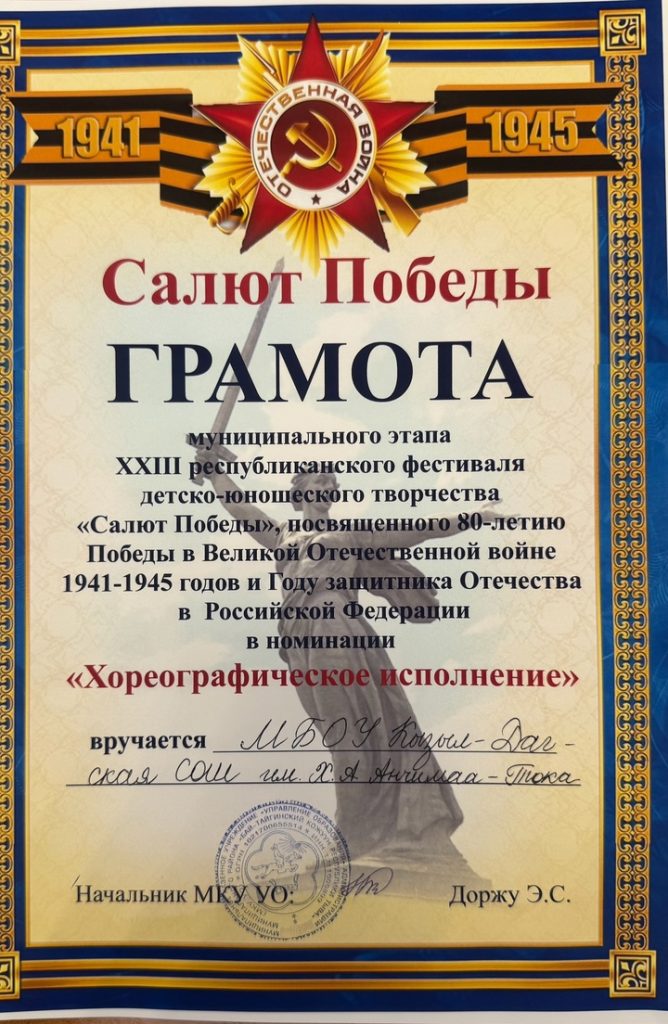 1941
ОТЕЧЕСТВЕННАЯ ВОЙНА
1945
Салют Победы
ГРАМОТА
муниципального этапа
XXIII республиканского фестиваля
детско-юношеского творчества
«Салют Победы», посвященного 80-летию
Победы в Великой Отечественной войне
1941-1945 годов и Году защитника Отечества
в Российской Федерации
в номинации
«Хореографическое исполнение»
вручается МБОУ Кызыл-Даг-
ская СОШ им. Х.А Анчимаа-Тока
Начальник МКУ УО:
Доржу Э.С.